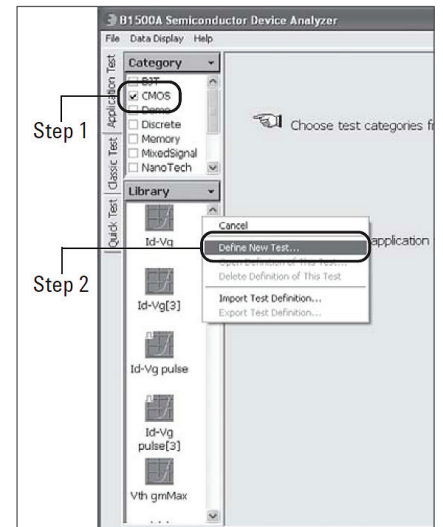 B1500A Semiconductor Device Analyzer
File Data Display Help
Application Test
Classic Test
Quick Test
Category
BJT
CMOS
Demo
Discrete
Memory
MixedSignal
NanoTech
Step 1
Choose test categories f
Library
Id-Vg
Id-Vg[3]
Id-Vg pulse
Id-Vg
pulse[3]
Vth gmMax
. . .
Step 2
Cancel
Define New Test...
Open Definition of This Test...
Delete Definition of This Test
Import Test Definition...
Export Test Definition...
application